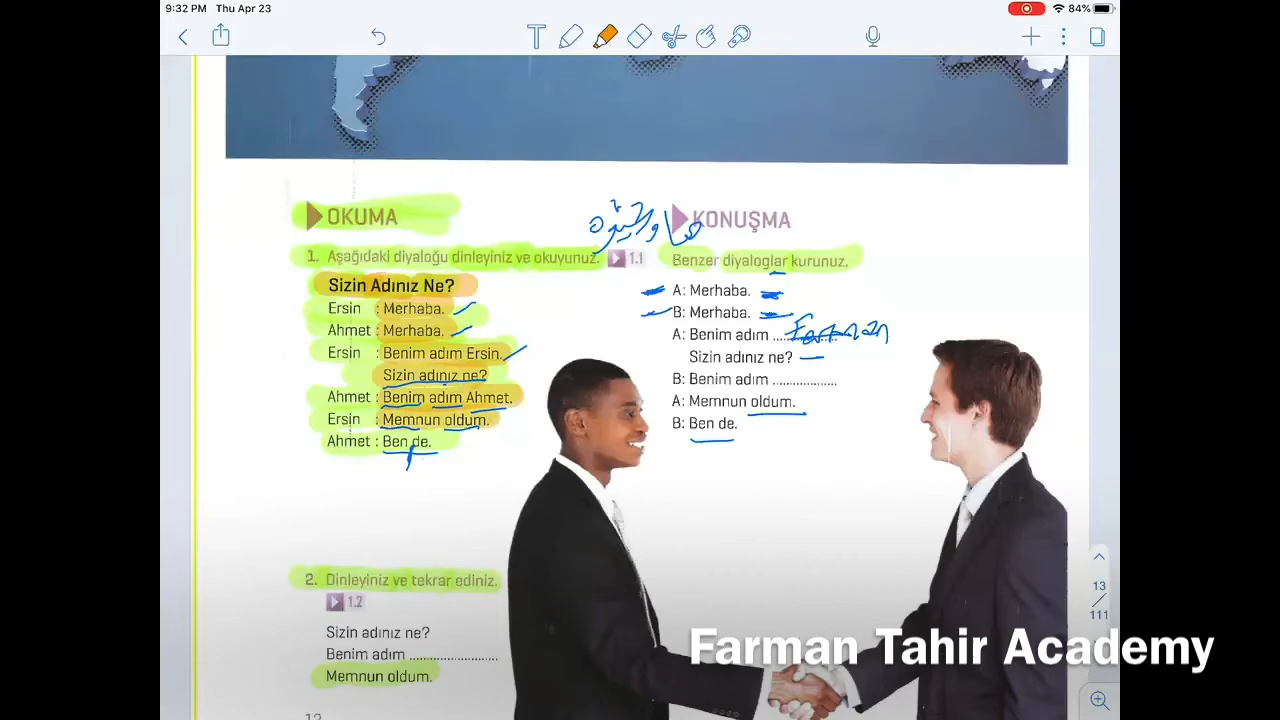 9:32 PM Thu Apr 23
84%
OKUMA
1. Aşağıdaki diyaloğu dinleyiniz ve okuyunuz. 1.1
Sizin Adınız Ne?
Ersin : Merhaba.
Ahmet : Merhaba.
Ersin : Benim adım Ersin.
Sizin adınız ne?
Ahmet : Benim adım Ahmet.
Ersin : Memnun oldum.
Ahmet : Ben de.
2. Dinleyiniz ve tekrar ediniz.
1.2
Sizin adınız ne?
Benim adım ........................
Memnun oldum.
12
KONUŞMA
Benzer diyaloglar kurunuz.
A: Merhaba.
B: Merhaba.
A: Benim adım ................. Farman
Sizin adınız ne?
B: Benim adım .................
A: Memnun oldum.
B: Ben de.
13
111
Farman Tahir Academy